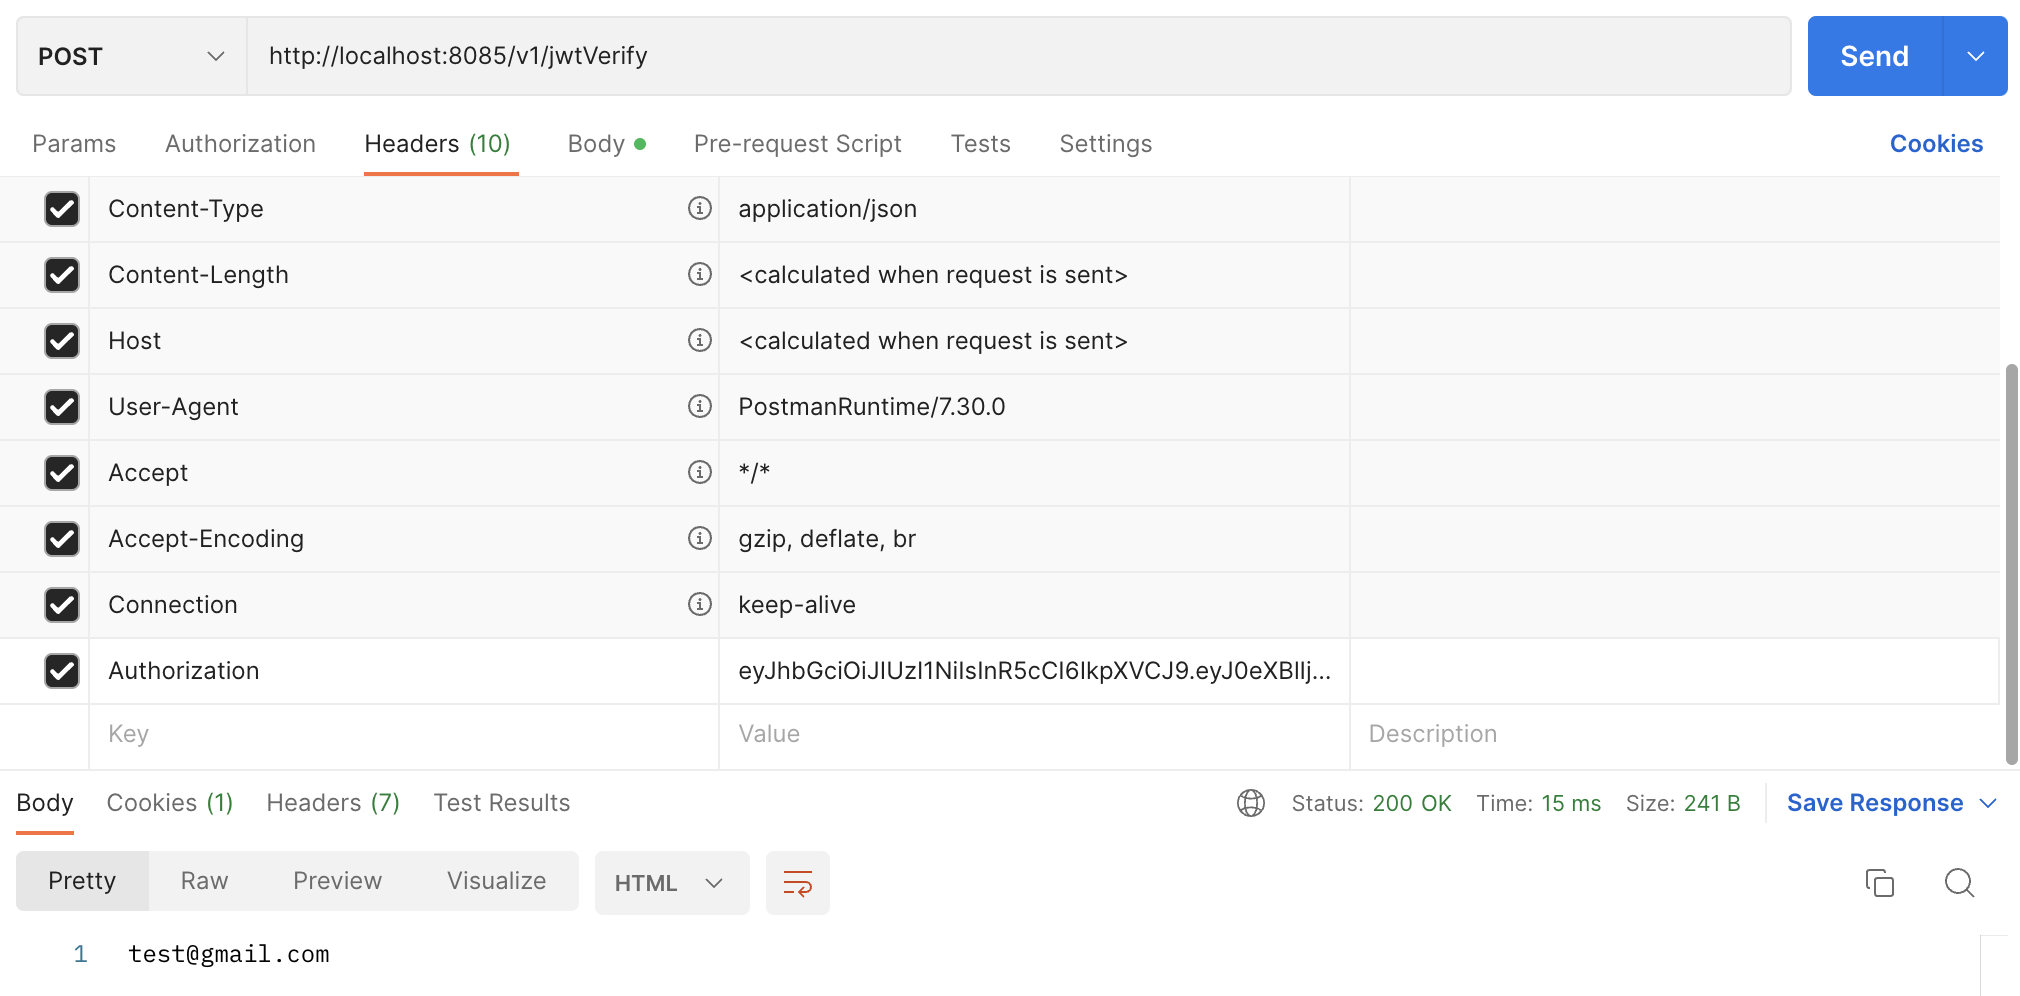 POST http://localhost:8085/v1/jwtVerify Send
Params Authorization Headers (10) Body Pre-request Script Tests Settings Cookies
Content-Type application/json
Content-Length <calculated when request is sent>
Host <calculated when request is sent>
User-Agent PostmanRuntime/7.30.0
Accept */*
Accept-Encoding gzip, deflate, br
Connection keep-alive
Authorization eyJhbGciOiJIUzI1NiIsInR5cCI6IkpXVCJ9.eyJ0eXBlIj...
Key Value Description
Body Cookies (1) Headers (7) Test Results Status: 200 OK Time: 15 ms Size: 241 B Save Response
Pretty Raw Preview Visualize HTML
1 test@gmail.com